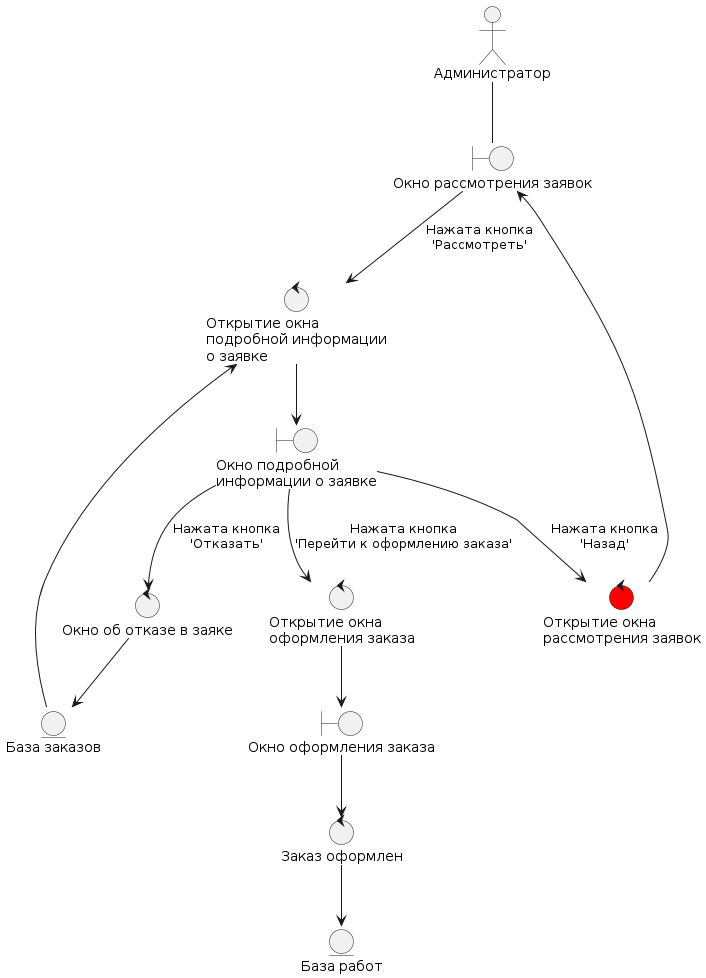 Администратор
Окно рассмотрения заявок
Нажата кнопка
'Рассмотреть'
Открытие окна
подробной информации
о заявке
Окно подробной
информации о заявке
Нажата кнопка
'Отказать'
Нажата кнопка
'Перейти к оформлению заказа'
Нажата кнопка
'Назад'
Окно об отказе в заяке
Открытие окна
оформления заказа
Открытие окна
рассмотрения заявок
База заказов
Окно оформления заказа
Заказ оформлен
База работ